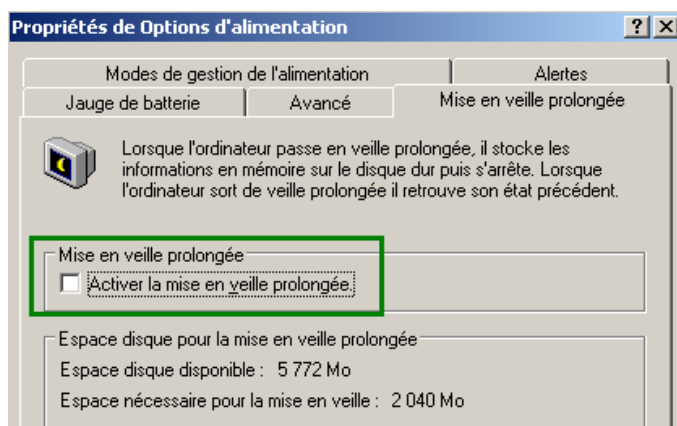 Propriétés de Options d'alimentation
Modes de gestion de l'alimentation Alertes
Jauge de batterie Avancé Mise en veille prolongée
Lorsque l'ordinateur passe en veille prolongée, il stocke les
informations en mémoire sur le disque dur puis s'arrête. Lorsque
l'ordinateur sort de veille prolongée il retrouve son état précédent.
Mise en veille prolongée
Activer la mise en veille prolongée.
Espace disque pour la mise en veille prolongée
Espace disque disponible : 5 772 Mo
Espace nécessaire pour la mise en veille : 2 040 Mo